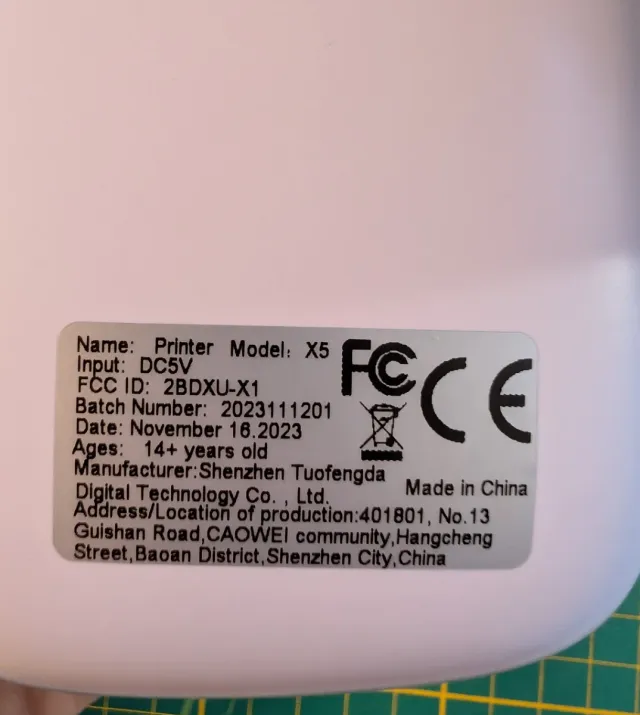 Name: Printer Model: X5
Input: DC5V
FCC ID: 2BDXU-X1
Batch Number: 2023111201
Date: November 16.2023
Ages: 14+ years old
Manufacturer:Shenzhen Tuofengda
Digital Technology Co. , Ltd.
Address/Location of production:401801, No.13
Guishan Road,CAOWEI community,Hangcheng
Street,Baoan District,Shenzhen City,China
FC CE
Made in China